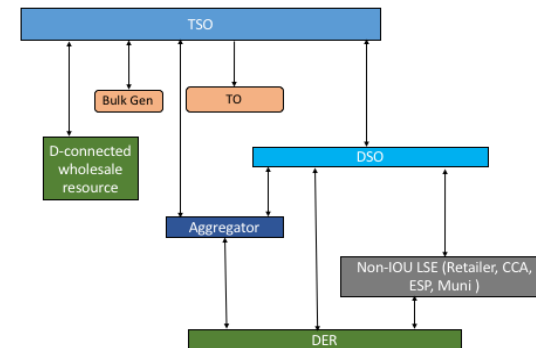 TSO
Bulk Gen
TO
D-connected
wholesale
resource
DSO
Aggregator
Non-IOU LSE (Retailer, CCA,
ESP, Muni )
DER